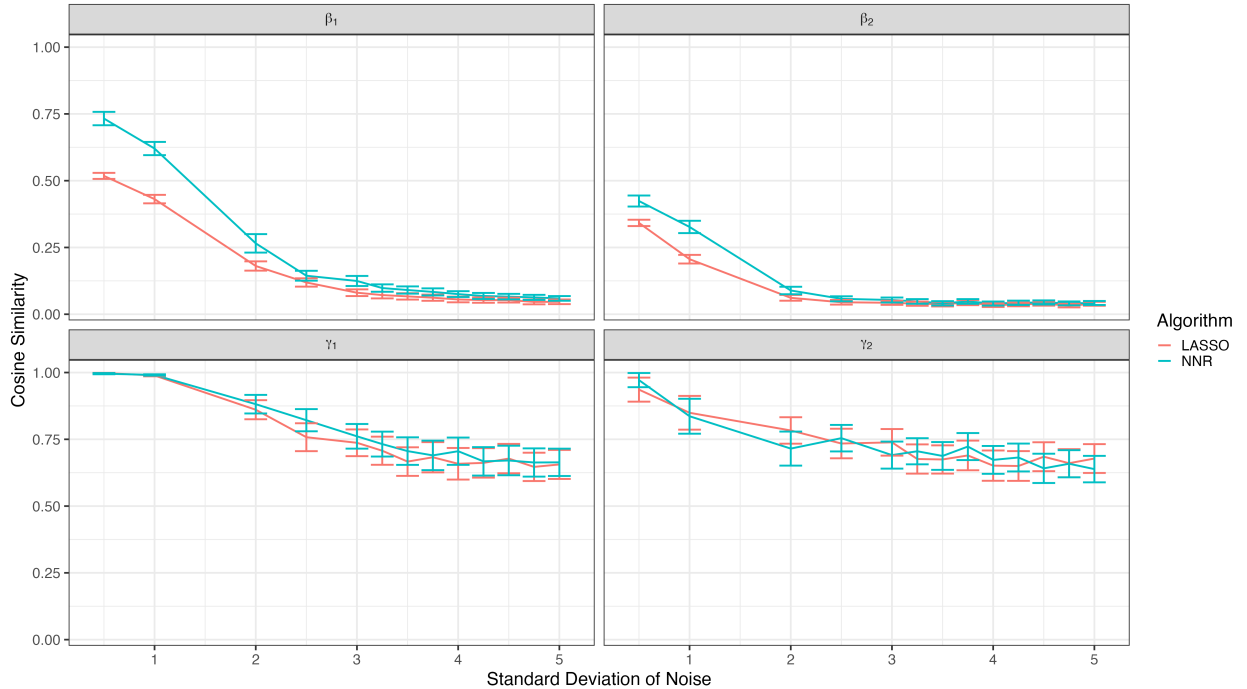 β₁ β₂
1.00
0.75
0.50
0.25
0.00
γ₁ γ₂
1.00
0.75
0.50
0.25
0.00
1 2 3 4 5 1 2 3 4 5
Standard Deviation of Noise
Cosine Similarity
Algorithm
LASSO
NNR